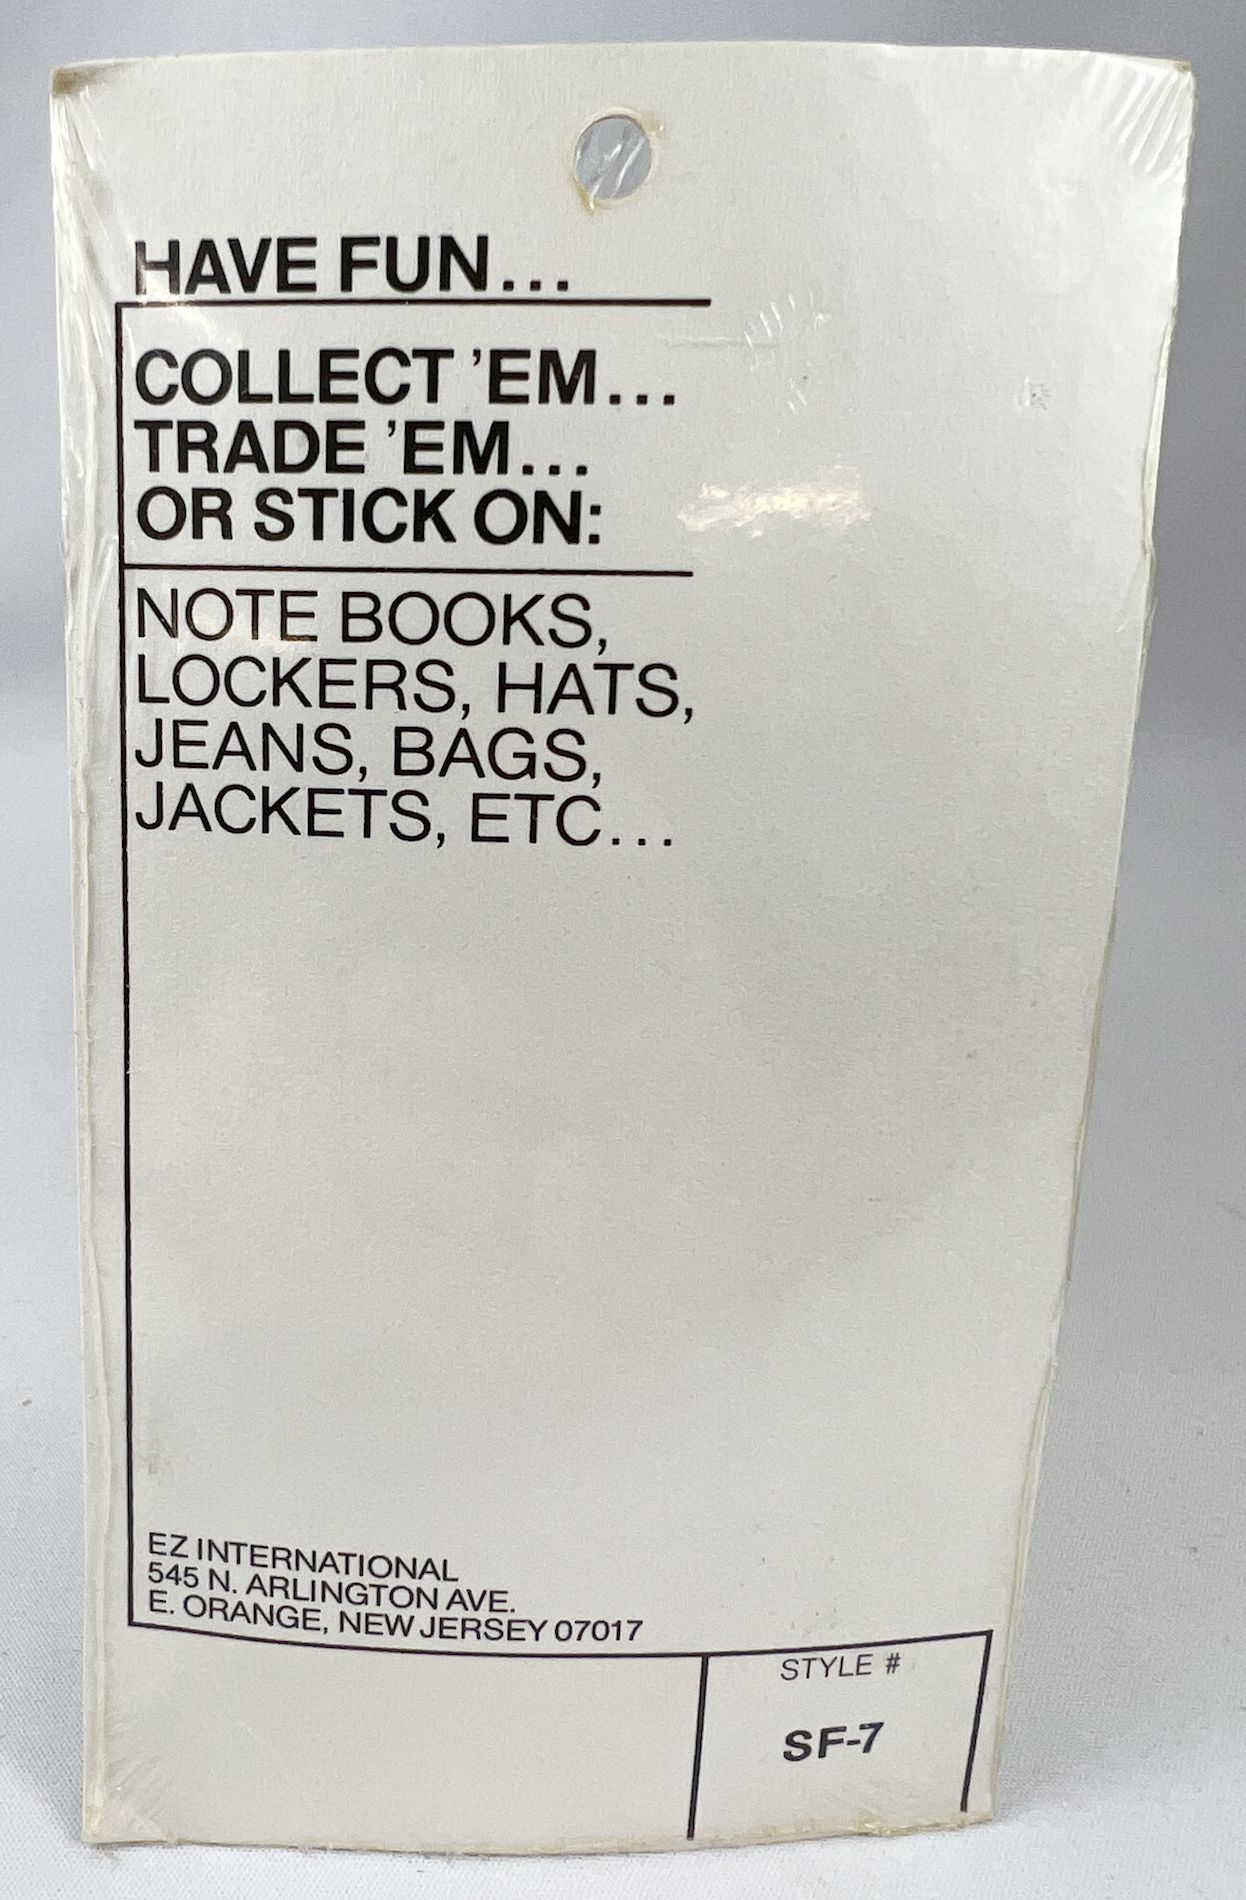 HAVE FUN...
COLLECT 'EM...
TRADE 'EM...
OR STICK ON:
NOTE BOOKS,
LOCKERS, HATS,
JEANS, BAGS,
JACKETS, ETC...
EZ INTERNATIONAL
545 N. ARLINGTON AVE.
E. ORANGE, NEW JERSEY 07017
STYLE #
SF-7